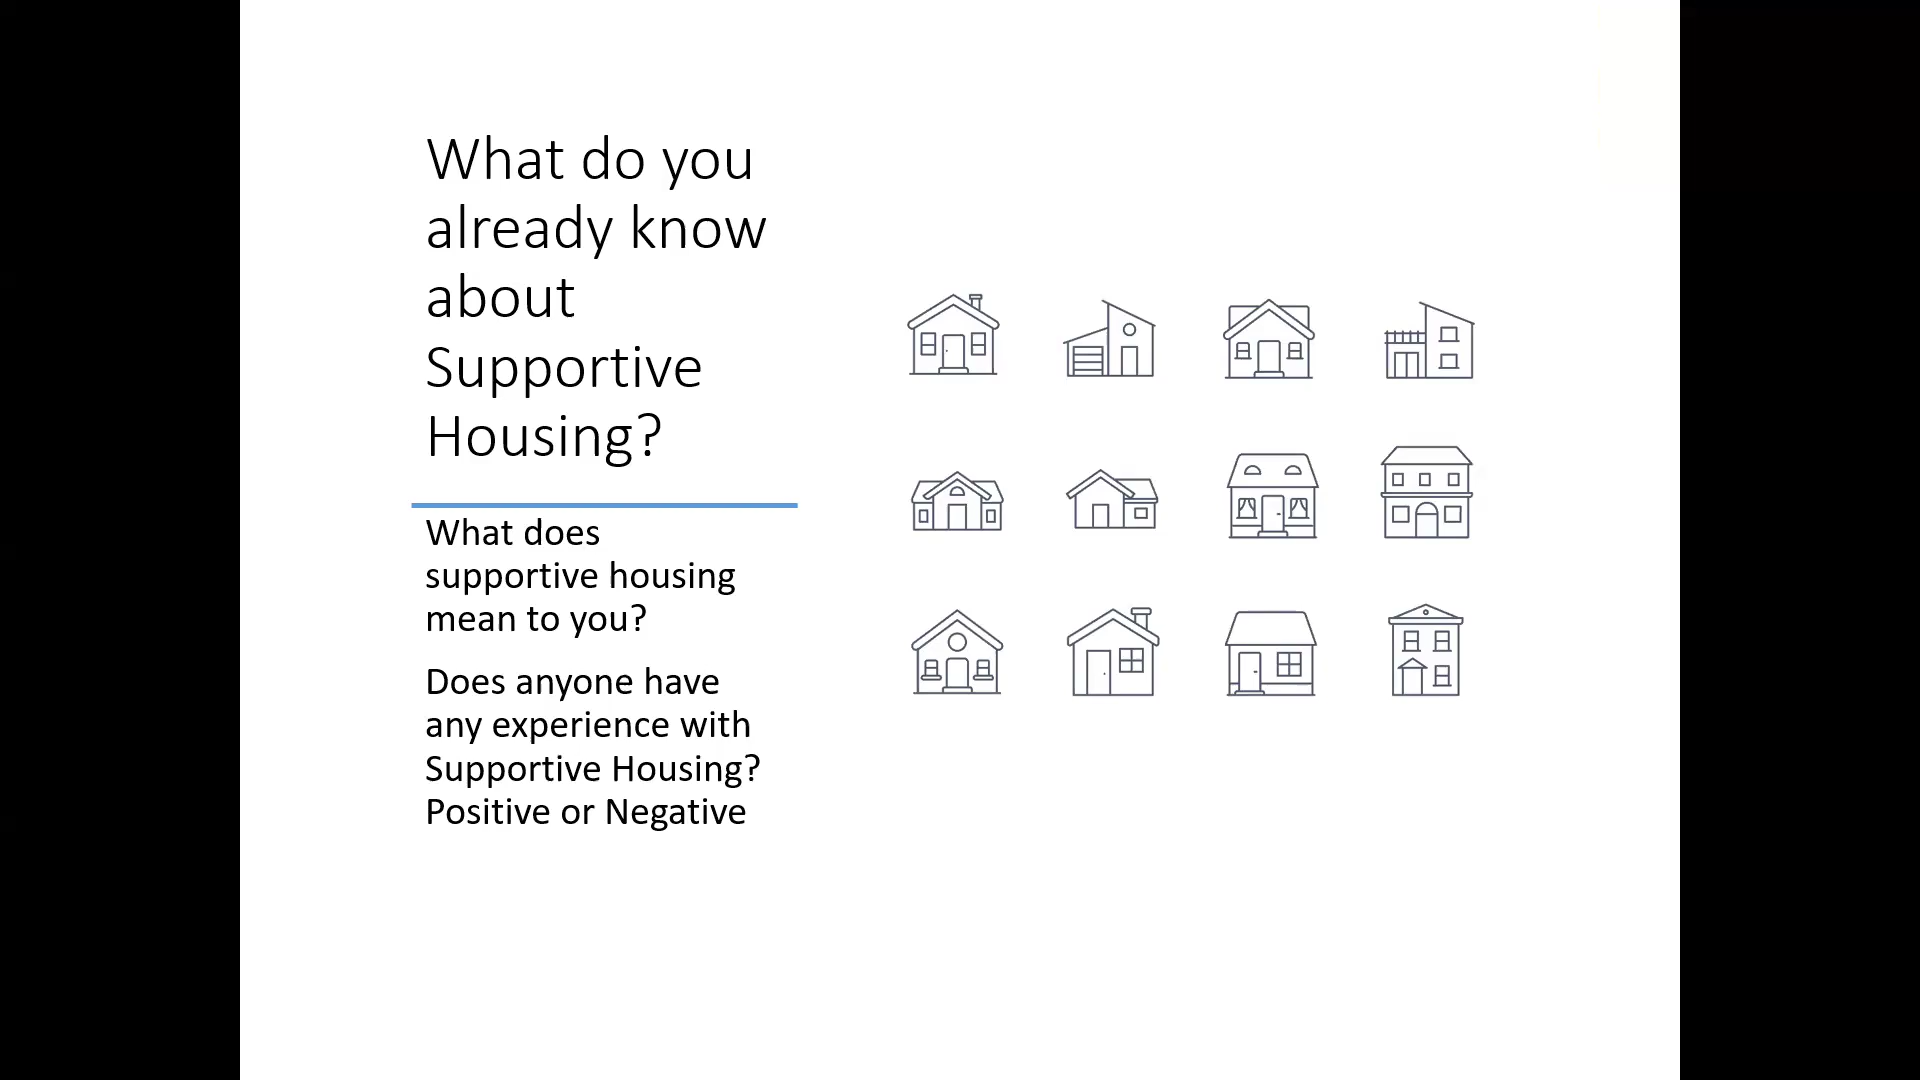 What do you
already know
about
Supportive
Housing?
What does
supportive housing
mean to you?
Does anyone have
any experience with
Supportive Housing?
Positive or Negative